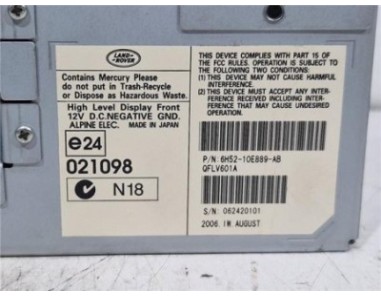 LAND-
ROVER
Contains Mercury Please
do not put in Trash-Recycle
or Dispose as Hazardous Waste.
High Level Display Front
12V D.C.NEGATIVE GND.
ALPINE ELEC. MADE IN JAPAN
e24
021098
N18
THIS DEVICE COMPLIES WITH PART 15 OF
THE FCC RULES. OPERATION IS SUBJECT TO
THE FOLLOWING TWO CONDITIONS:
(1) THIS DEVICE MAY NOT CAUSE HARMFUL
INTERFERENCE.
(2) THIS DEVICE MUST ACCEPT ANY INTER-
FERENCE RECEIVED INCLUDING INTER-
FERENCE THAT MAY CAUSE UNDESIRED
OPERATION.
P/N: 6H52-10E889-AB
QFLV601A
S/N: 062420101
2006. IN AUGUST